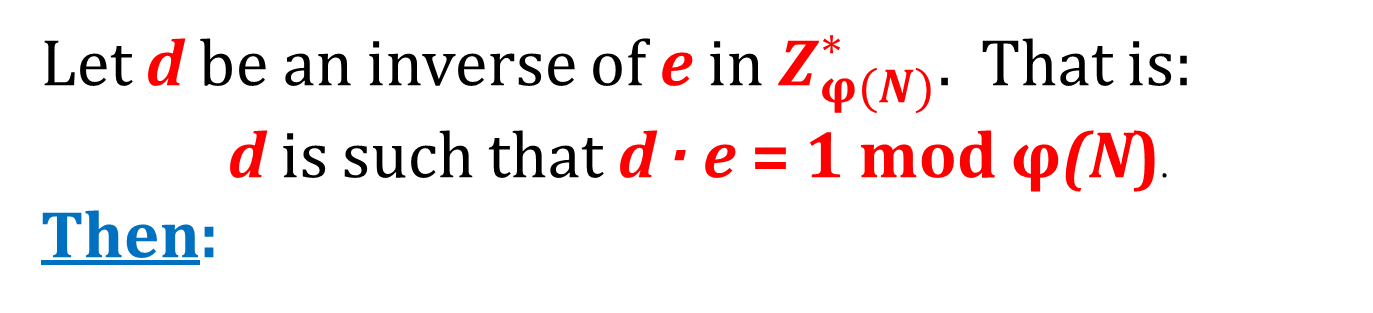 Let d be an inverse of e in Z*φ(N). That is:
d is such that d · e = 1 mod φ(N).
Then: